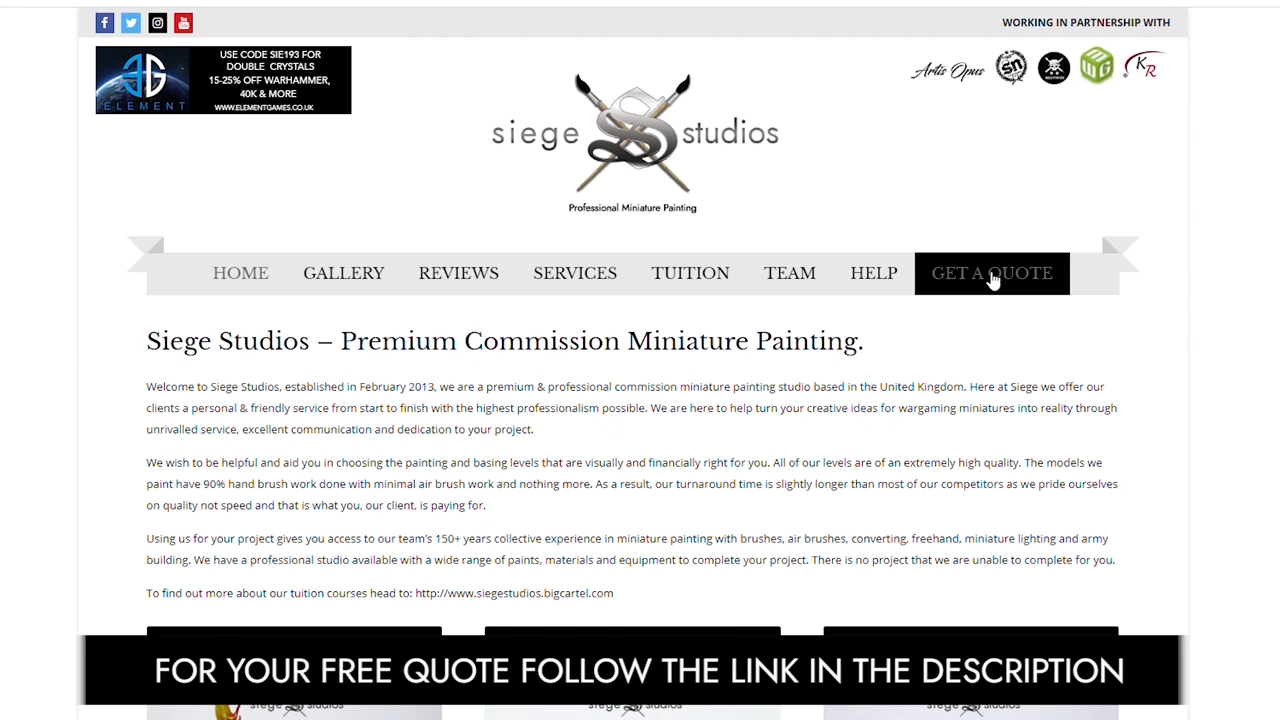 WORKING IN PARTNERSHIP WITH
USE CODE SIE193 FOR
DOUBLE CRYSTALS
15-25% OFF WARHAMMER,
40K & MORE
WWW.ELEMENTGAMES.CO.UK
ELEMENT
Artis Opus
KR
siege studios
Professional Miniature Painting
HOME GALLERY REVIEWS SERVICES TUITION TEAM HELP GET A QUOTE
Siege Studios – Premium Commission Miniature Painting.
Welcome to Siege Studios, established in February 2013, we are a premium & professional commission miniature painting studio based in the United Kingdom. Here at Siege we offer our
clients a personal & friendly service from start to finish with the highest professionalism possible. We are here to help turn your creative ideas for wargaming miniatures into reality through
unrivalled service, excellent communication and dedication to your project.
We wish to be helpful and aid you in choosing the painting and basing levels that are visually and financially right for you. All of our levels are of an extremely high quality. The models we
paint have 90% hand brush work done with minimal air brush work and nothing more. As a result, our turnaround time is slightly longer than most of our competitors as we pride ourselves
on quality not speed and that is what you, our client, is paying for.
Using us for your project gives you access to our team's 150+ years collective experience in miniature painting with brushes, air brushes, converting, freehand, miniature lighting and army
building. We have a professional studio available with a wide range of paints, materials and equipment to complete your project. There is no project that we are unable to complete for you.
To find out more about our tuition courses head to: http://www.siegestudios.bigcartel.com
FOR YOUR FREE QUOTE FOLLOW THE LINK IN THE DESCRIPTION